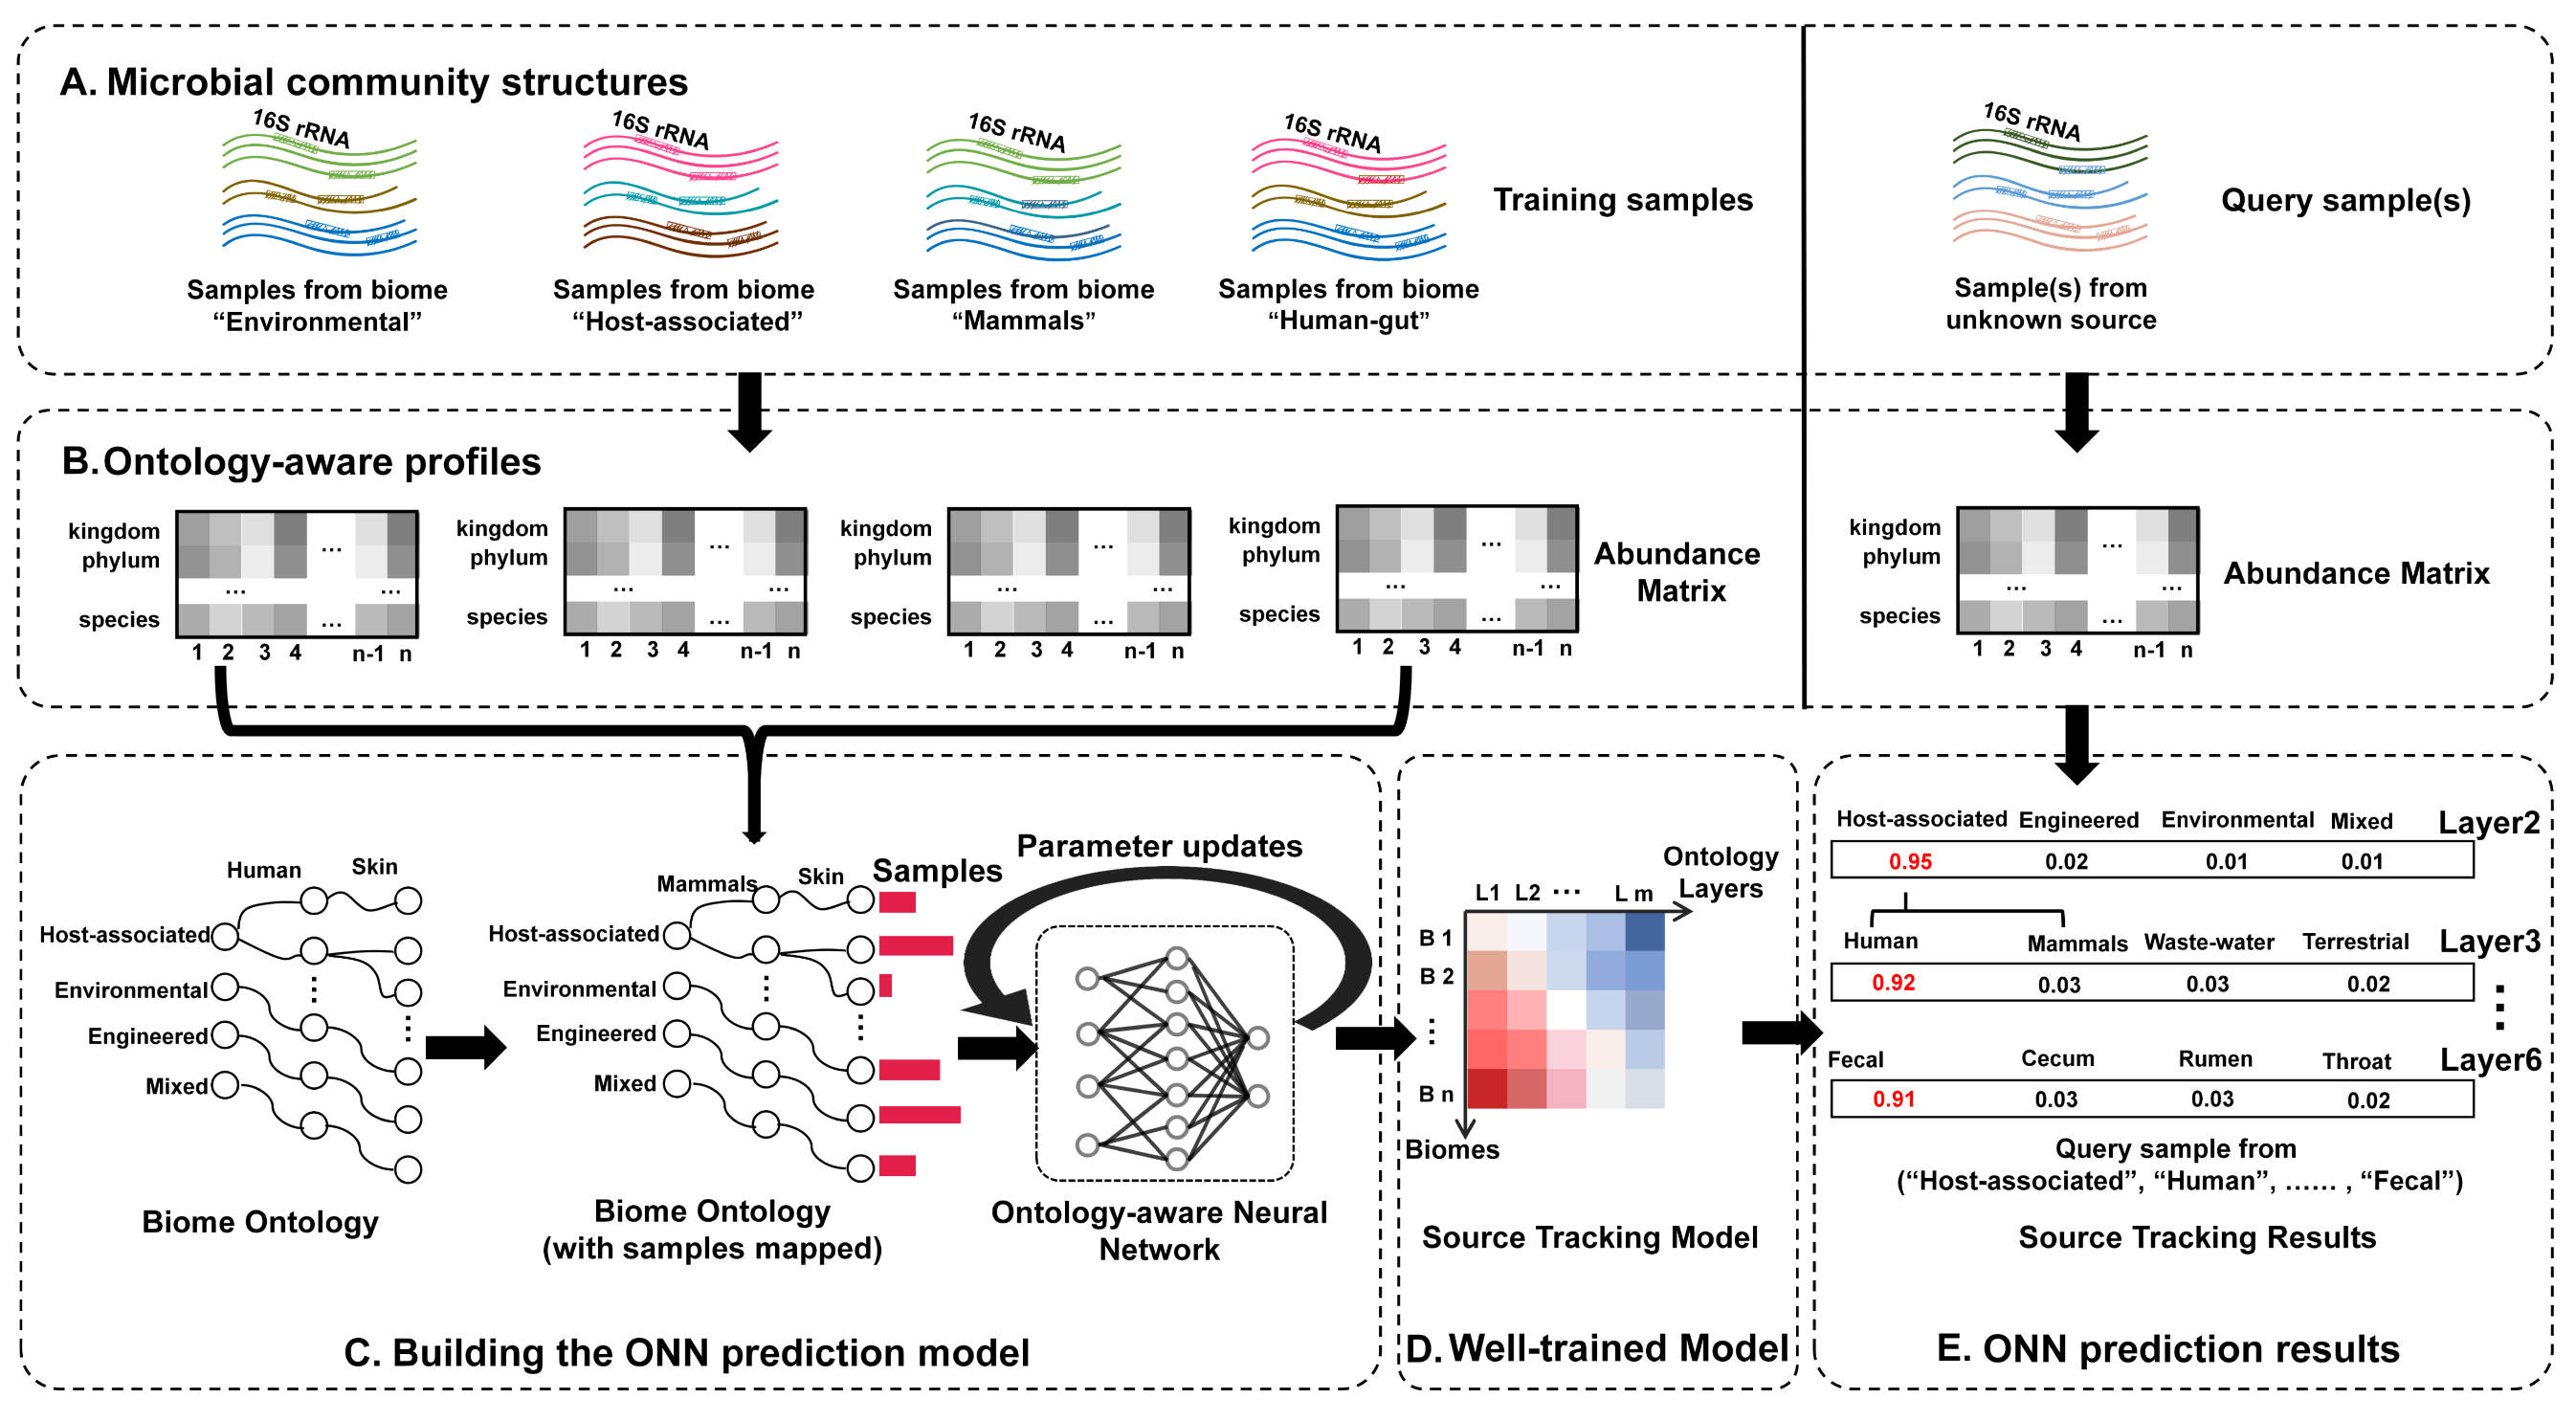 A. Microbial community structures
16S rRNA
16S rRNA
16S rRNA
16S rRNA
16S rRNA
Training samples
Query sample(s)
Samples from biome
“Environmental”
Samples from biome
“Host-associated”
Samples from biome
“Mammals”
Samples from biome
“Human-gut”
Sample(s) from
unknown source
B. Ontology-aware profiles
kingdom
phylum
... 
... ...
species
...
1 2 3 4 n-1 n
kingdom
phylum
...
... ...
species
...
1 2 3 4 n-1 n
kingdom
phylum
...
... ...
species
...
1 2 3 4 n-1 n
kingdom
phylum
...
... ...
species
...
1 2 3 4 n-1 n
Abundance
Matrix
kingdom
phylum
...
... ...
species
...
1 2 3 4 n-1 n
Abundance Matrix
Human Skin
Host-associated
Environmental
Engineered
Mixed
Biome Ontology
Mammals Skin Samples
Host-associated
Environmental
Engineered
Mixed
Biome Ontology
(with samples mapped)
Parameter updates
Ontology-aware Neural
Network
C. Building the ONN prediction model
Ontology
Layers
L1 L2 ... L m
B 1
B 2
...
B n
Biomes
Source Tracking Model
D. Well-trained Model
Host-associated Engineered Environmental Mixed Layer2
0.95 0.02 0.01 0.01
Human Mammals Waste-water Terrestrial Layer3
0.92 0.03 0.03 0.02
Fecal Cecum Rumen Throat Layer6
0.91 0.03 0.03 0.02
Query sample from
(“Host-associated”, “Human”, ...... , “Fecal”)
Source Tracking Results
E. ONN prediction results